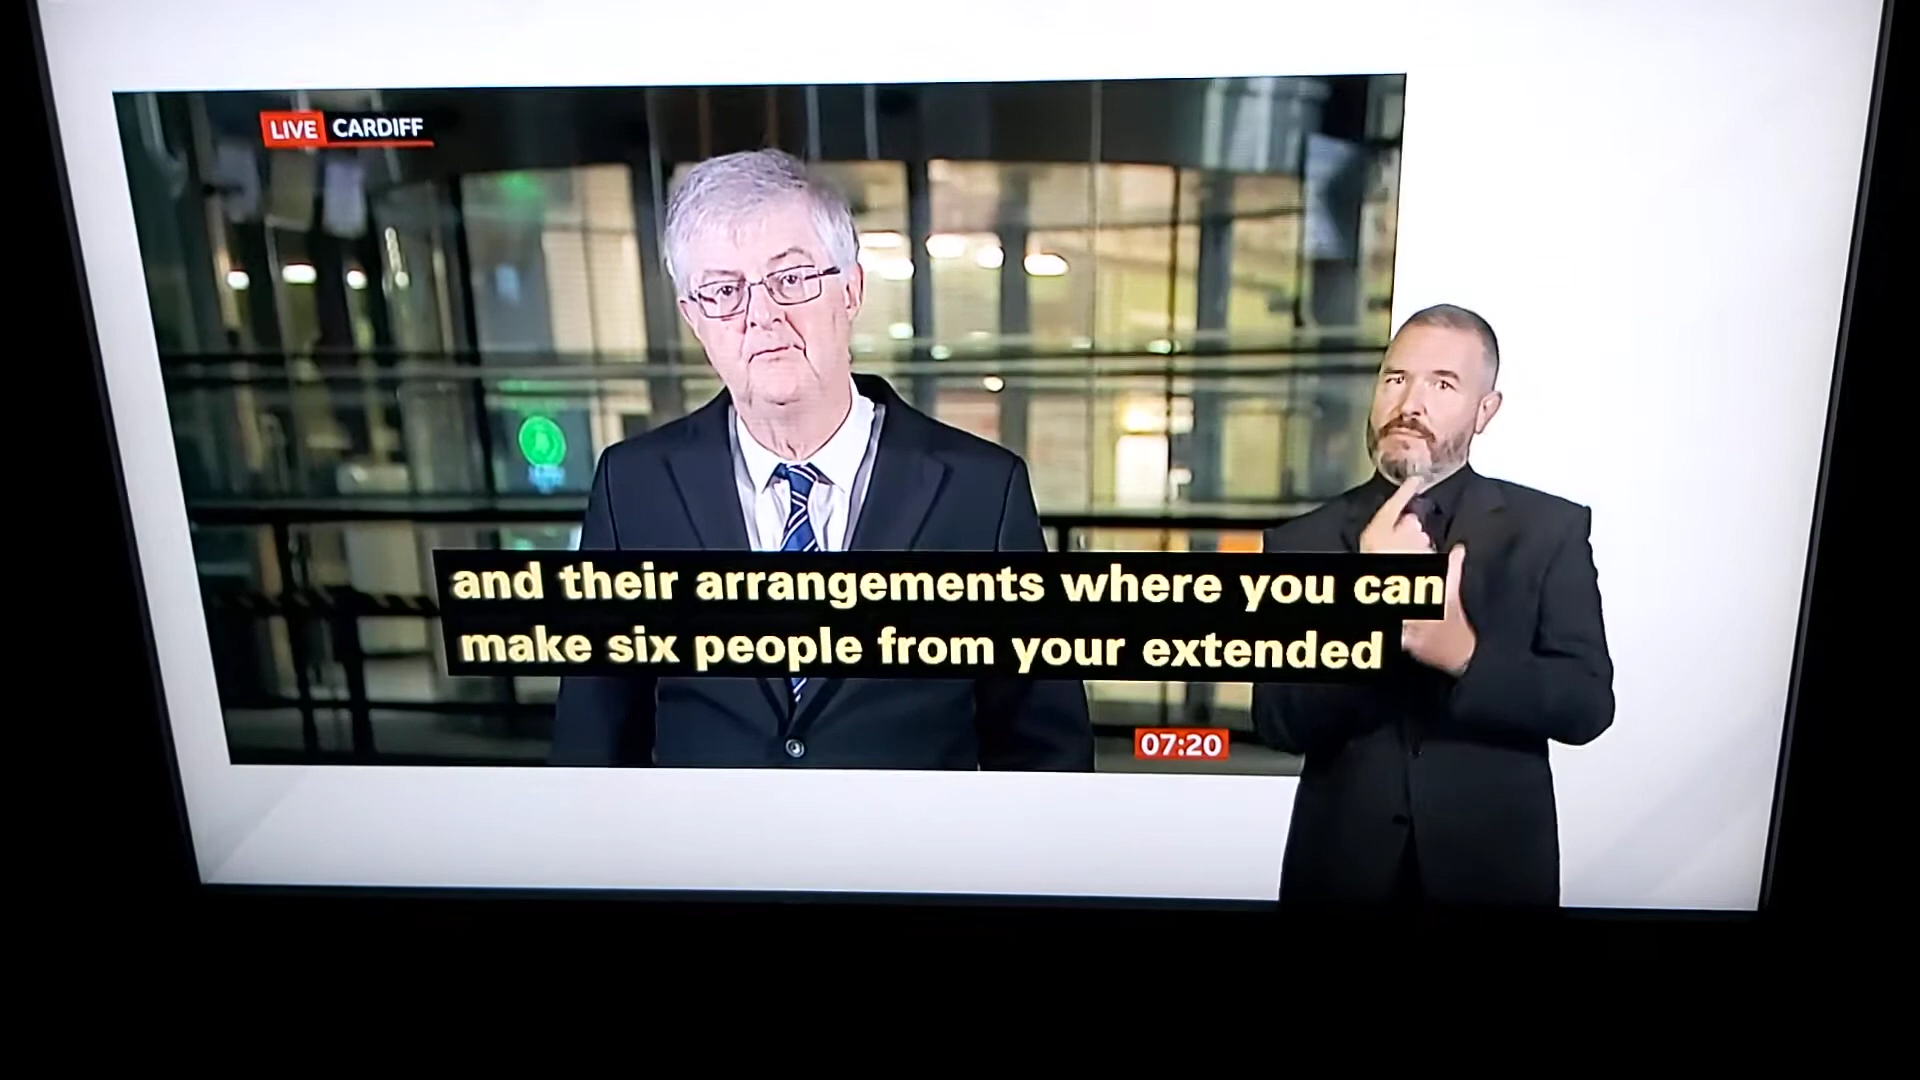 LIVE CARDIFF
and their arrangements where you can
make six people from your extended
07:20